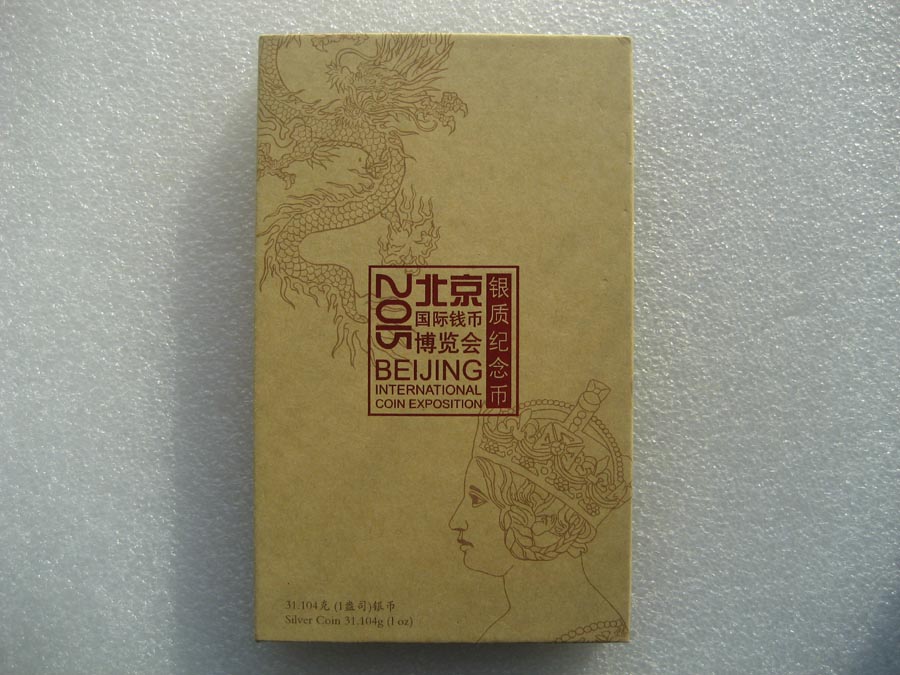 2015
北京
国际钱币
博览会
BEIJING
INTERNATIONAL
COIN EXPOSITION
银质纪念币
31.104克 (1盎司)银币
Silver Coin 31.104g (1 oz)